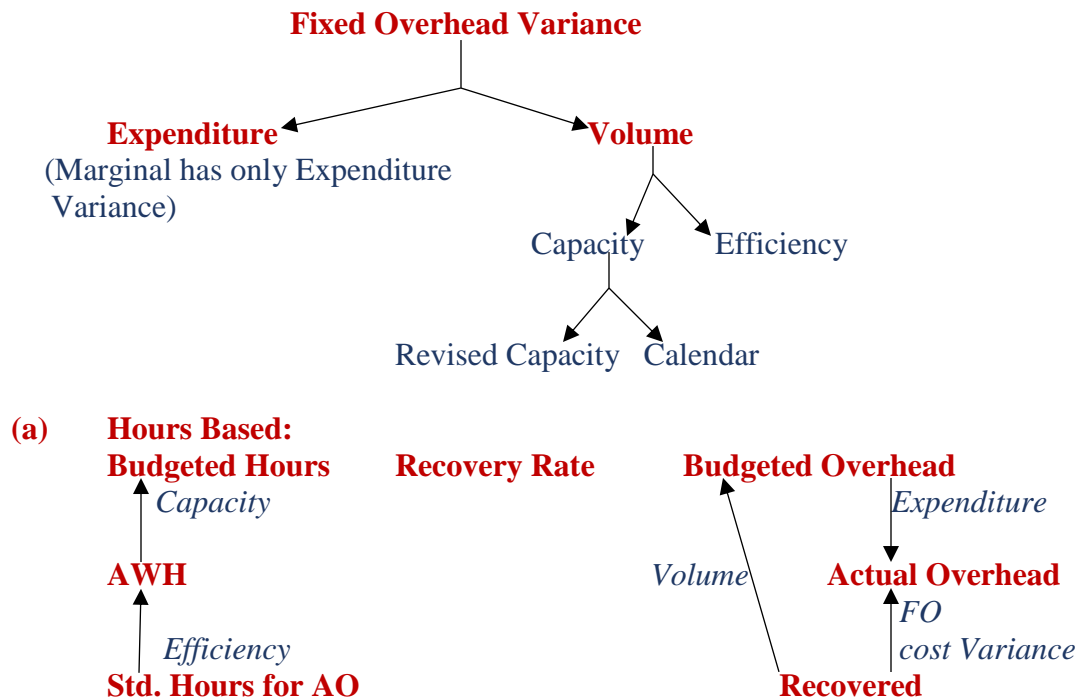 Fixed Overhead Variance
Expenditure Volume
(Marginal has only Expenditure
Variance)
Capacity Efficiency
Revised Capacity Calendar
(a) Hours Based:
Budgeted Hours Recovery Rate Budgeted Overhead
Capacity Expenditure
AWH Volume Actual Overhead
FO
Efficiency cost Variance
Std. Hours for AO Recovered